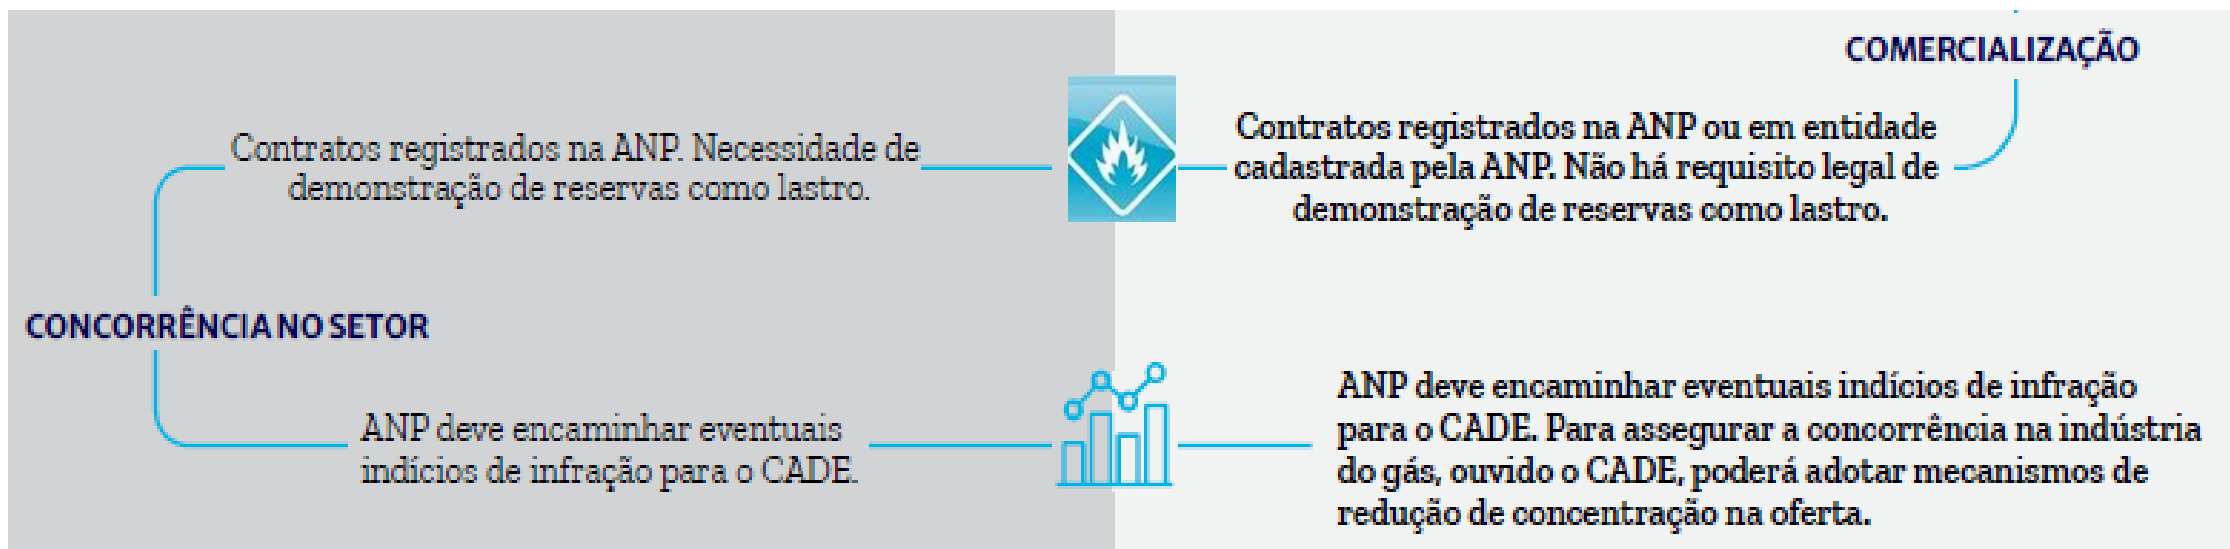 COMERCIALIZAÇÃO
Contratos registrados na ANP. Necessidade de
demonstração de reservas como lastro.
Contratos registrados na ANP ou em entidade
cadastrada pela ANP. Não há requisito legal de
demonstração de reservas como lastro.
CONCORRÊNCIA NO SETOR
ANP deve encaminhar eventuais
indícios de infração para o CADE.
ANP deve encaminhar eventuais indícios de infração
para o CADE. Para assegurar a concorrência na indústria
do gás, ouvido o CADE, poderá adotar mecanismos de
redução de concentração na oferta.